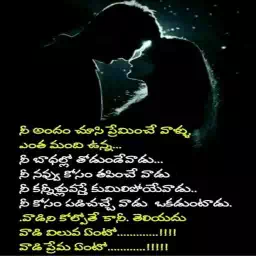 నీ అందం చూసి ప్రేమించే వాళ్ళు
ఎంత మంది ఉన్న...
నీ బాధల్లో తోడుండేవాడు...
నీ నవ్వు కోసం తపించే వాడు
నీ కన్నీళ్లువస్తే కుమిలిపోయేవాడు..
నీ కోసం పడిచచ్చే వాడు ఒకడుంటాడు.
.వాడిని కోల్పోతే కానీ. తెలియదు
వాడి విలువ ఏంటో............!!!!
వాడి ప్రేమ ఏంటో...........!!!!!